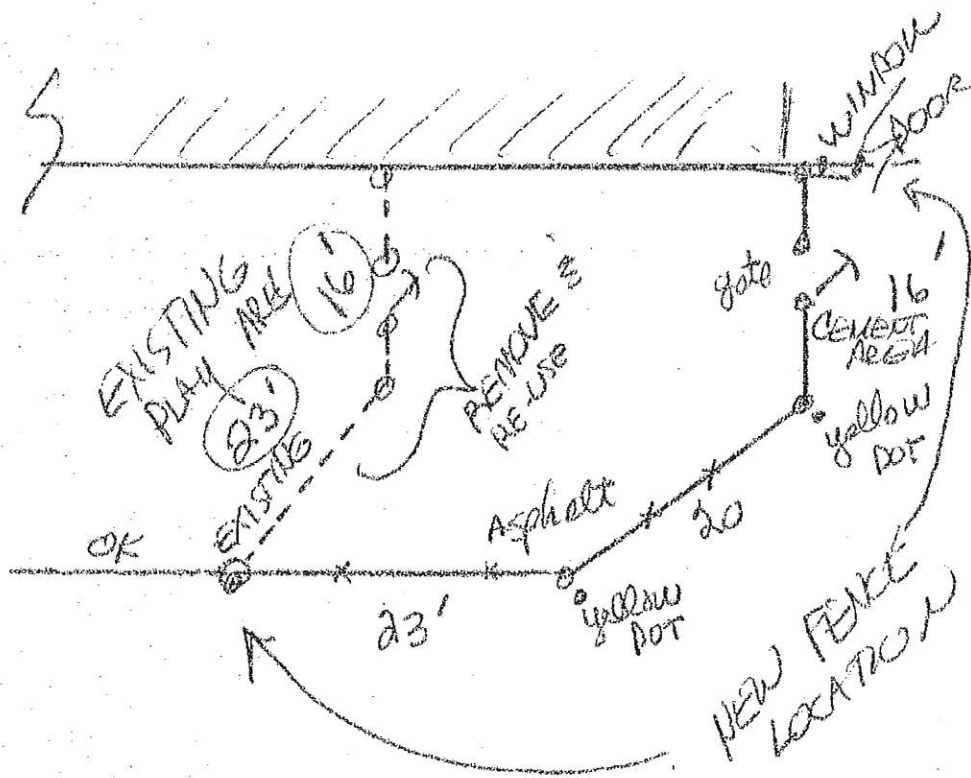 WINDOW
DOOR
EXISTING
PLAY AREA
16'
23'
EXISTING
REMOVE &
RE-USE
gate
16'
CEMENT
AREA
yellow
DOT
Asphalt
20
OK
23'
yellow
DOT
NEW FENCE
LOCATION